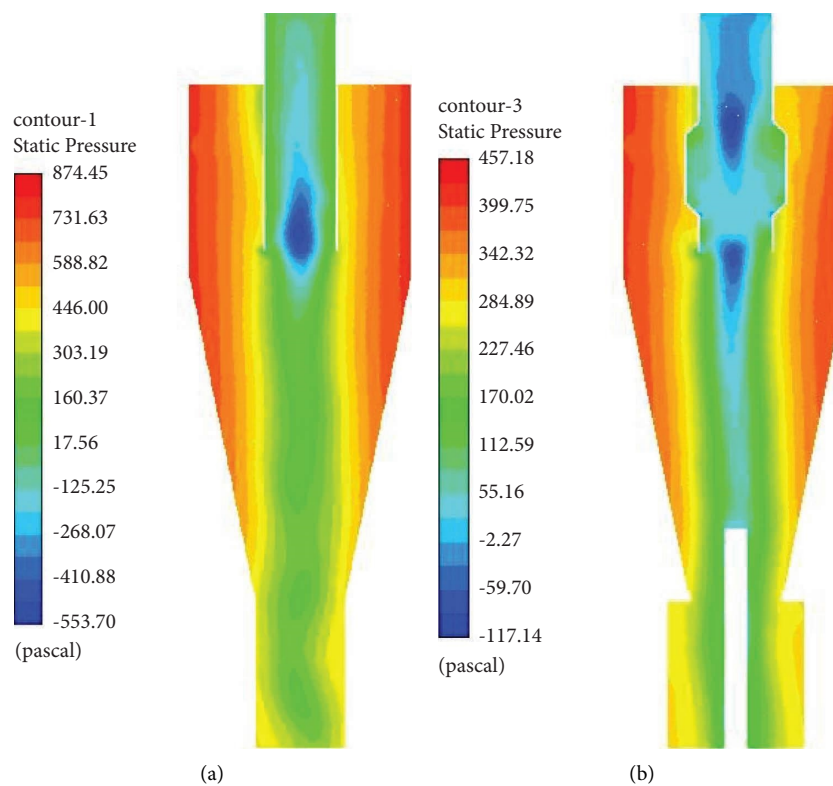 contour-1
Static Pressure
874.45
731.63
588.82
446.00
303.19
160.37
17.56
-125.25
-268.07
-410.88
-553.70
(pascal)
(a)
contour-3
Static Pressure
457.18
399.75
342.32
284.89
227.46
170.02
112.59
55.16
-2.27
-59.70
-117.14
(pascal)
(b)